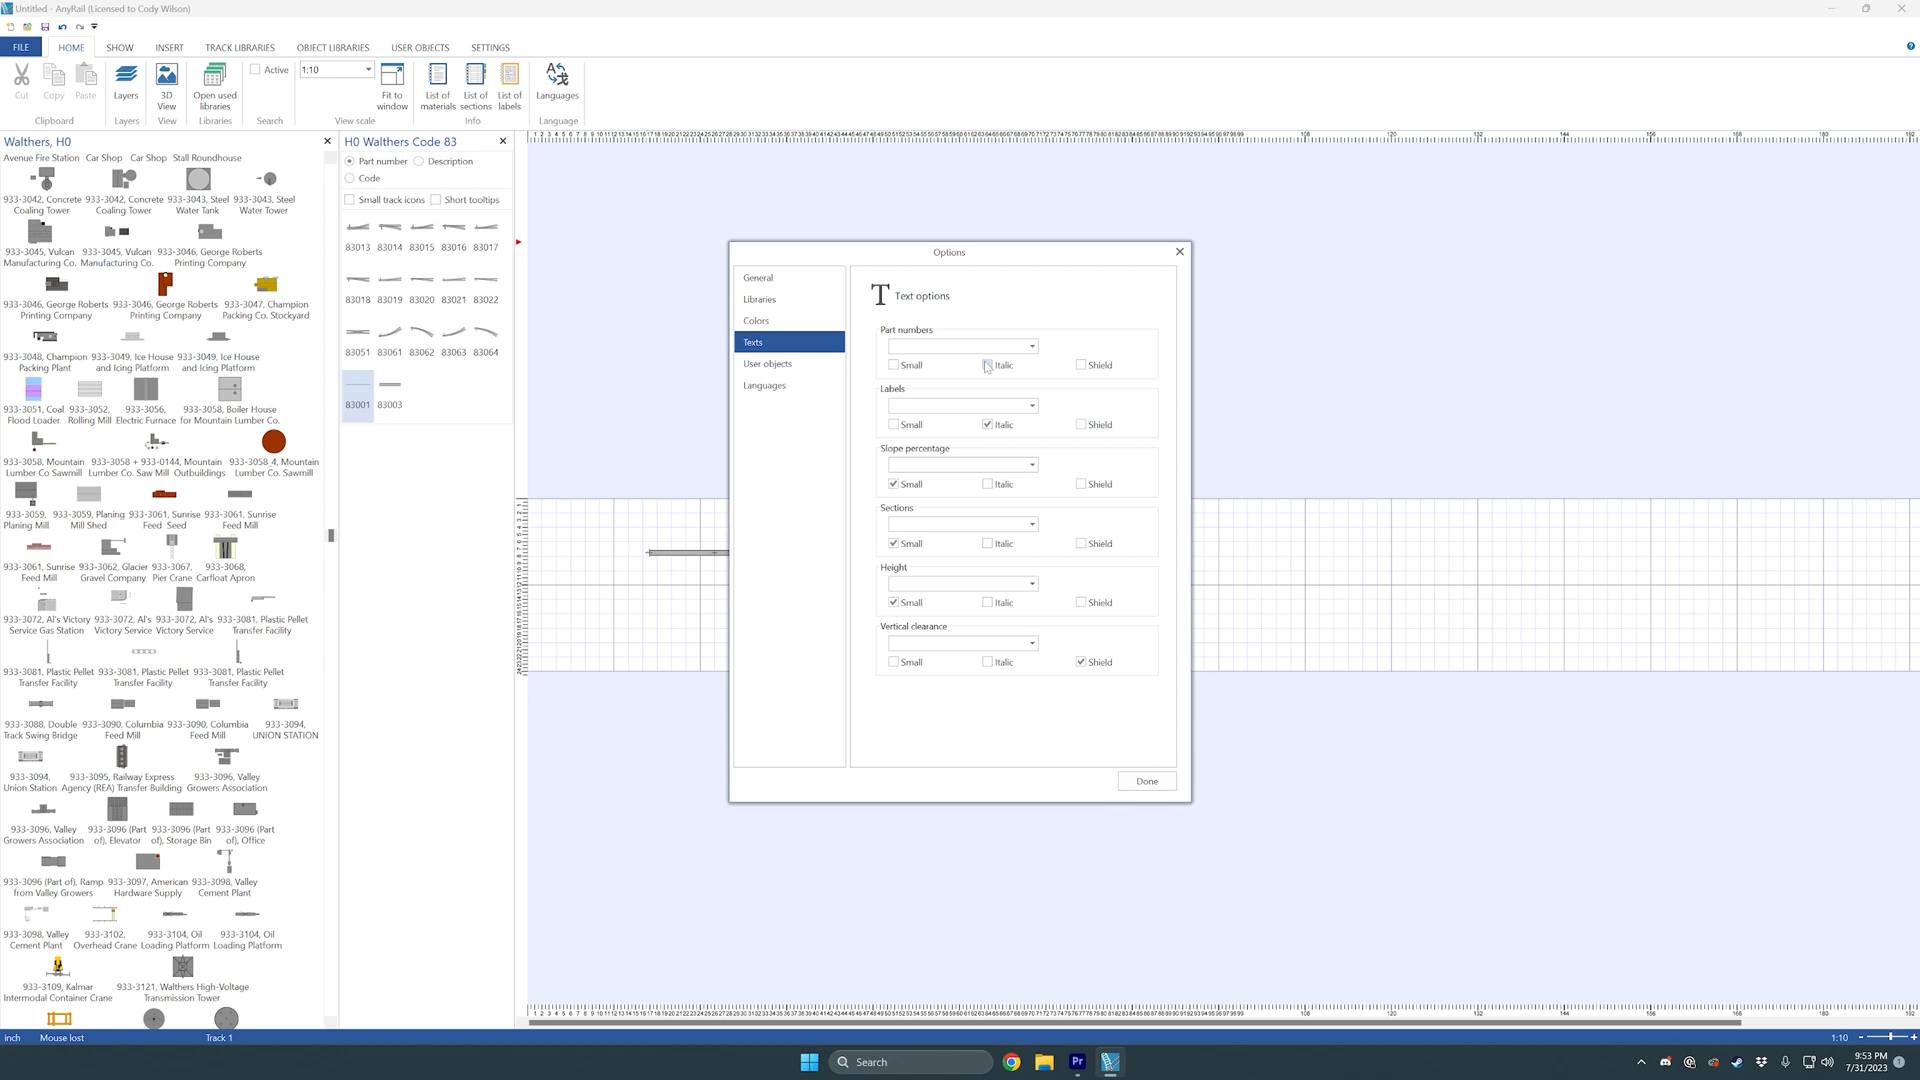 Untitled - AnyRail (Licensed to Cody Wilson)
FILE HOME SHOW INSERT TRACK LIBRARIES OBJECT LIBRARIES USER OBJECTS SETTINGS
Cut Copy Paste
Clipboard
Layers
Layers
3D View
View
Open used libraries
Libraries
Active
Search
1:10
Fit to window
View scale
List of materials
List of sections
List of labels
Info
Languages
Language
Walthers, H0
Avenue Fire Station Car Shop Car Shop Stall Roundhouse
933-3042, Concrete 933-3042, Concrete 933-3043, Steel 933-3043, Steel
Coaling Tower Coaling Tower Water Tank Water Tower
933-3045, Vulcan 933-3045, Vulcan 933-3046, George Roberts
Manufacturing Co. Manufacturing Co. Printing Company
933-3046, George Roberts 933-3046, George Roberts 933-3047, Champion
Printing Company Printing Company Packing Co. Stockyard
933-3048, Champion 933-3049, Ice House 933-3049, Ice House
Packing Plant and Icing Platform and Icing Platform
933-3051, Coal 933-3052, 933-3056, 933-3058, Boiler House
Flood Loader Rolling Mill Electric Furnace for Mountain Lumber Co.
933-3058, Mountain 933-3058 + 933-0144, Mountain 933-3058_4, Mountain
Lumber Co Sawmill Lumber Co. Saw Mill Outbuildings Lumber Co. Sawmill
933-3059, 933-3059, Planing 933-3061, Sunrise 933-3061, Sunrise
Planing Mill Mill Shed Feed Seed Feed Mill
933-3061, Sunrise 933-3062, Glacier 933-3067, 933-3068,
Feed Mill Gravel Company Pier Crane Carfloat Apron
933-3072, Al's Victory 933-3072, Al's 933-3072, Al's 933-3081, Plastic Pellet
Service Gas Station Victory Service Victory Service Transfer Facility
933-3081, Plastic Pellet 933-3081, Plastic Pellet 933-3081, Plastic Pellet
Transfer Facility Transfer Facility Transfer Facility
933-3088, Double 933-3090, Columbia 933-3090, Columbia 933-3094,
Track Swing Bridge Feed Mill Feed Mill UNION STATION
933-3094, 933-3095, Railway Express 933-3096, Valley
Union Station Agency (REA) Transfer Building Growers Association
933-3096, Valley 933-3096 (Part 933-3096 (Part 933-3096 (Part
Growers Association of), Elevator of), Storage Bin of), Office
933-3096 (Part of), Ramp 933-3097, American 933-3098, Valley
from Valley Growers Hardware Supply Cement Plant
933-3098, Valley 933-3102, 933-3104, Oil 933-3104, Oil
Cement Plant Overhead Crane Loading Platform Loading Platform
933-3109, Kalmar 933-3121, Walthers High-Voltage
Intermodal Container Crane Transmission Tower
H0 Walthers Code 83
Part number Description
Code
Small track icons Short tooltips
83013 83014 83015 83016 83017
83018 83019 83020 83021 83022
83051 83061 83062 83063 83064
83001 83003
Options
General
Libraries
Colors
Texts
User objects
Languages
T Text options
Part numbers
Small Italic Shield
Labels
Small Italic Shield
Slope percentage
Small Italic Shield
Sections
Small Italic Shield
Height
Small Italic Shield
Vertical clearance
Small Italic Shield
Done
inch Mouse lost Track 1 1:10
Search
Pr
9:53 PM
7/31/2023